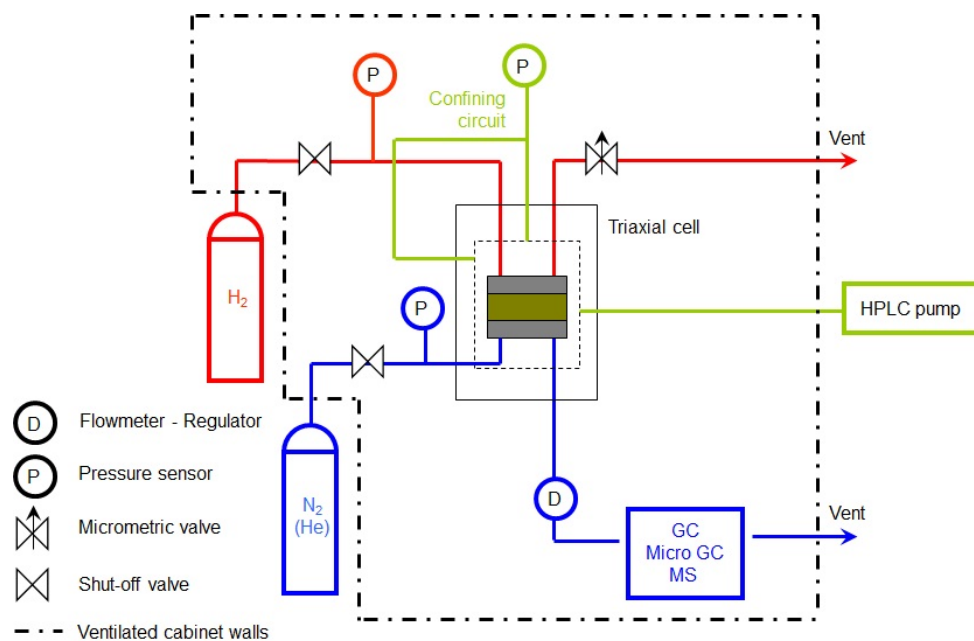 P
P
Confining
circuit
Vent
Triaxial cell
H2
P
HPLC pump
D
Flowmeter - Regulator
P
Pressure sensor
N2
(He)
D
Vent
GC
Micro GC
MS
Micrometric valve
Shut-off valve
Ventilated cabinet walls